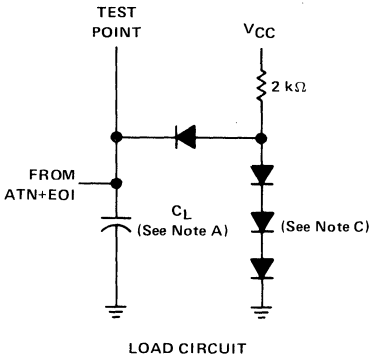 TEST
POINT
VCC
2 kΩ
FROM
ATN+EOI
CL
(See Note A)
(See Note C)
LOAD CIRCUIT